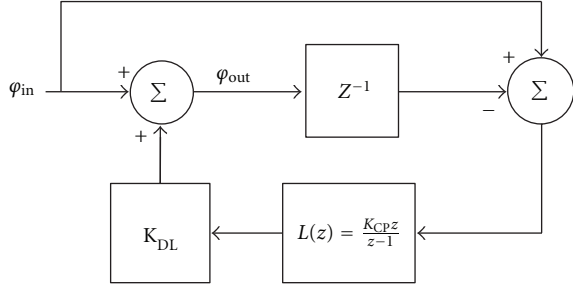 +
+
φin
∑
φout
Z−1
∑
+
−
KDL
L(z) = KCPz / z−1